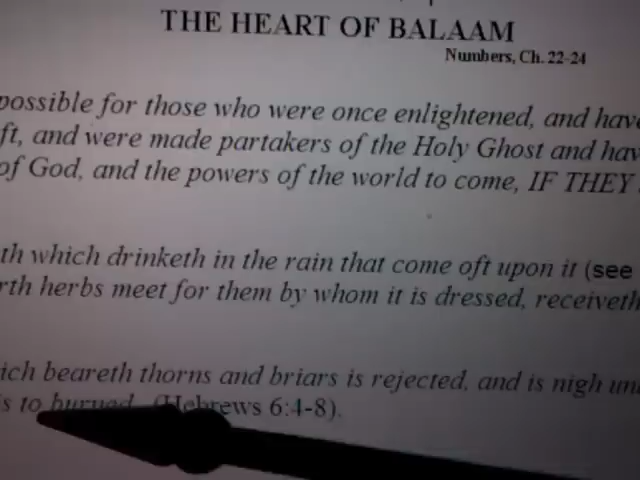 THE HEART OF BALAAM
Numbers, Ch. 22-24
possible for those who were once enlightened, and have
ft, and were made partakers of the Holy Ghost and hav
of God, and the powers of the world to come, IF THEY
th which drinketh in the rain that come oft upon it (see
rth herbs meet for them by whom it is dressed, receiveth
ich beareth thorns and briars is rejected, and is nigh un
s to burned. (Hebrews 6:4-8).